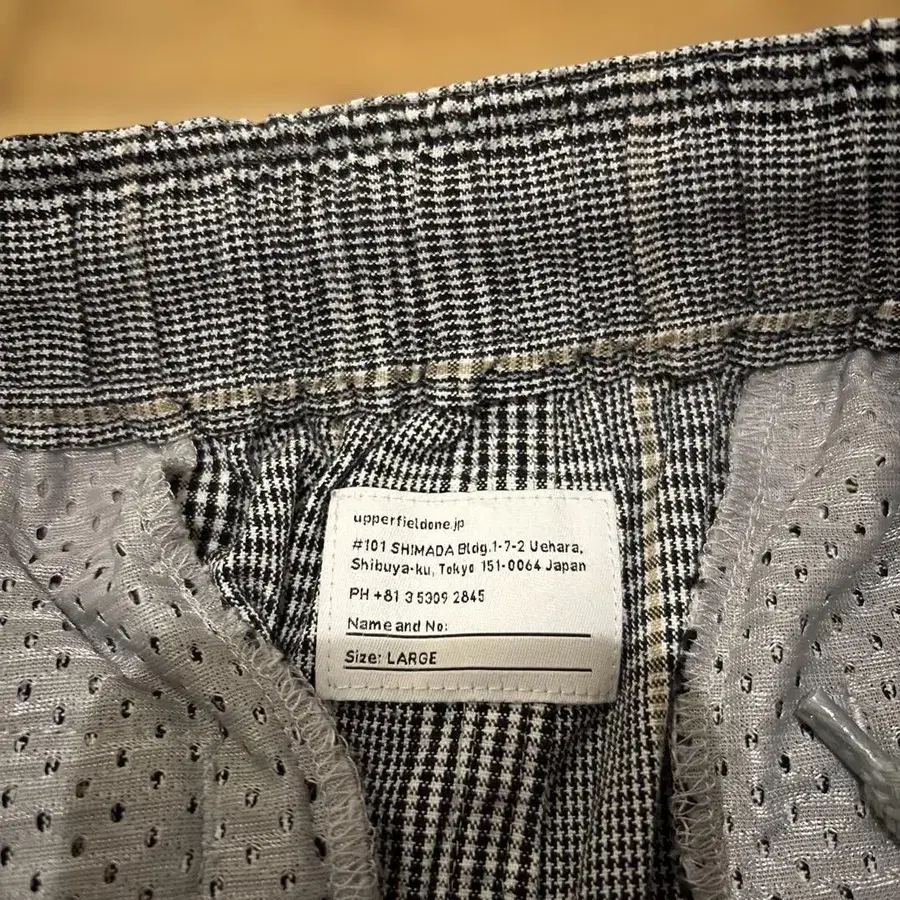 upperfieldone.jp
#101 SHIMADA Bldg.1-7-2 Uehara,
Shibuya-ku, Tokyo 151-0064 Japan
PH +81 3 5309 2845
Name and No:
Size: LARGE